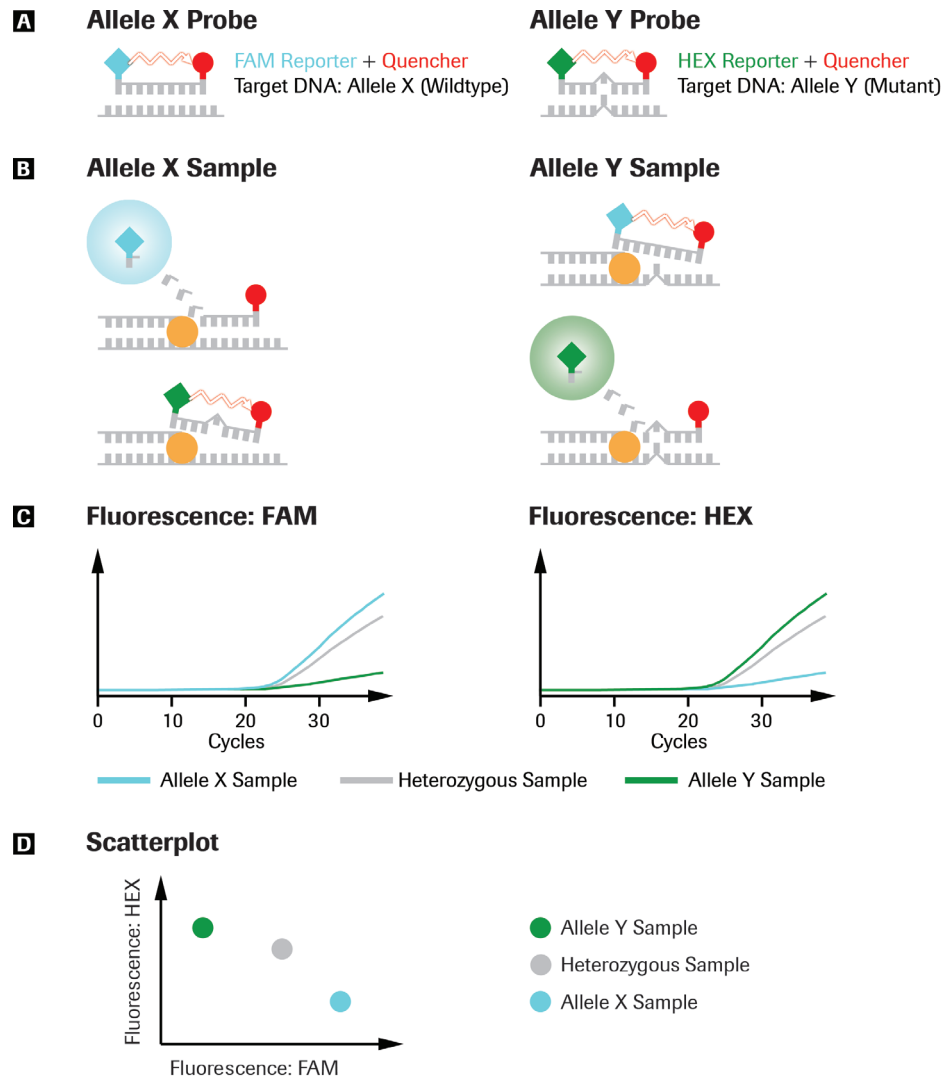 A
Allele X Probe
FAM Reporter + Quencher
Target DNA: Allele X (Wildtype)
Allele Y Probe
HEX Reporter + Quencher
Target DNA: Allele Y (Mutant)
B
Allele X Sample
Allele Y Sample
C
Fluorescence: FAM
0 10 20 30
Cycles
Fluorescence: HEX
0 10 20 30
Cycles
Allele X Sample
Heterozygous Sample
Allele Y Sample
D
Scatterplot
Fluorescence: HEX
Fluorescence: FAM
Allele Y Sample
Heterozygous Sample
Allele X Sample